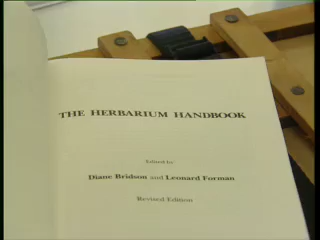 THE HERBARIUM HANDBOOK
Edited by
Diane Bridson and Leonard Forman
Revised Edition